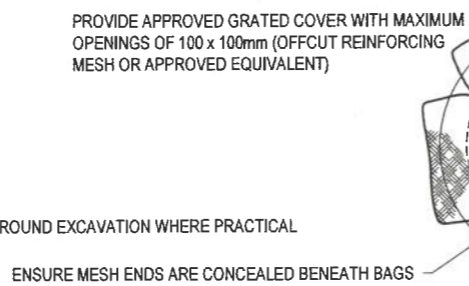 PROVIDE APPROVED GRATED COVER WITH MAXIMUM
OPENINGS OF 100 x 100mm (OFFCUT REINFORCING
MESH OR APPROVED EQUIVALENT)
ROUND EXCAVATION WHERE PRACTICAL
ENSURE MESH ENDS ARE CONCEALED BENEATH BAGS